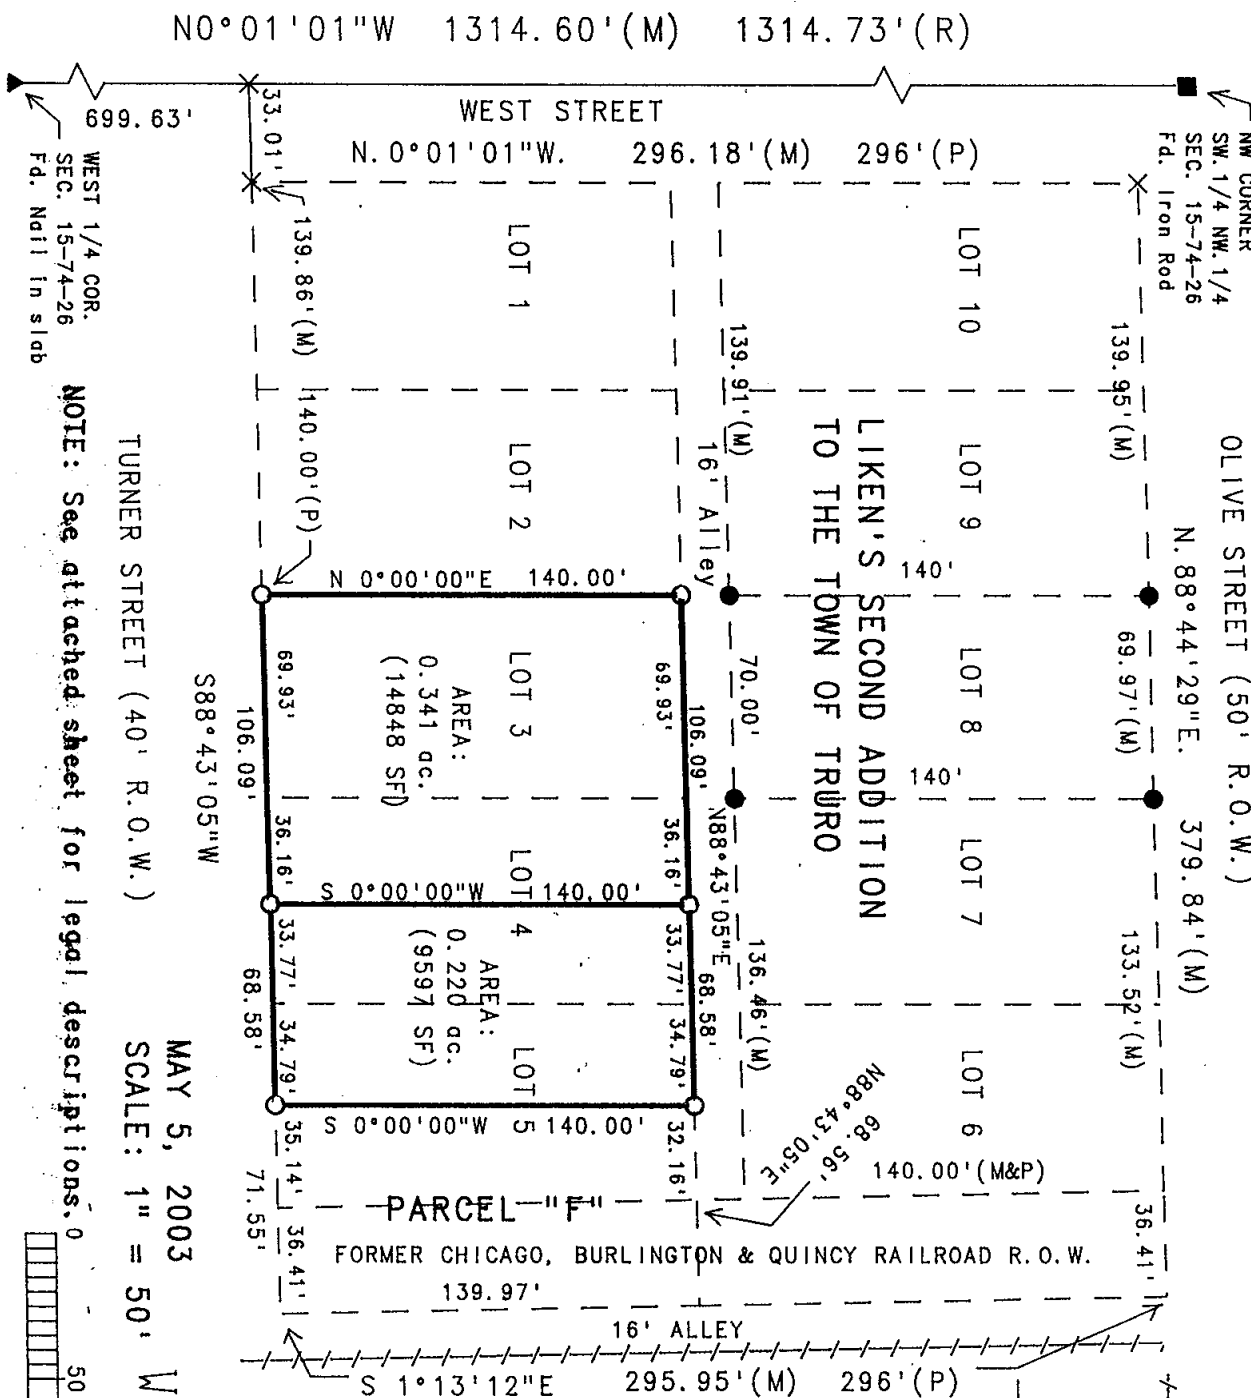 N0°01'01"W 1314.60'(M) 1314.73'(R)
699.63'
33.01'
WEST STREET
N.0°01'01"W. 296.18'(M) 296'(P)
NW CORNER
SW.1/4 NW.1/4
SEC. 15-74-26
Fd. Iron Rod
WEST 1/4 COR.
SEC. 15-74-26
Fd. Nail in slab
139.86'(M)
140.00'(P)
LOT 1
LOT 10
139.91'(M)
139.95'(M)
LOT 2
16' Alley
LOT 9
OLIVE STREET (50' R.O.W.)
N.88°44'29"E. 379.84'(M)
LIKEN'S SECOND ADDITION
TO THE TOWN OF TRURO
TURNER STREET (40' R.O.W.)
S88°43'05"W
N 0°00'00"E 140.00'
140'
69.93'
106.09'
LOT 3
AREA:
0.341 ac.
(14848 SF)
69.93'
106.09'
70.00'
LOT 8
69.97'(M)
140'
36.16'
36.16'
N88°43'05"E
LOT 4
LOT 7
S 0°00'00"W 140.00'
33.77'
68.58'
AREA:
0.220 ac.
(9597 SF)
33.77'
68.58'
136.46'(M)
133.52'(M)
34.79'
34.79'
LOT 5
LOT 6
S 0°00'00"W 140.00'
N88°43'05"E
68.56'
35.14'
71.55'
32.16'
140.00'(M&P)
PARCEL "F"
36.41'
36.41'
FORMER CHICAGO, BURLINGTON & QUINCY RAILROAD R.O.W.
139.97'
16' ALLEY
S 1°13'12"E 295.95'(M) 296'(P)
NOTE: See attached sheet for legal descriptions.
MAY 5, 2003
SCALE: 1" = 50'
W
0
50